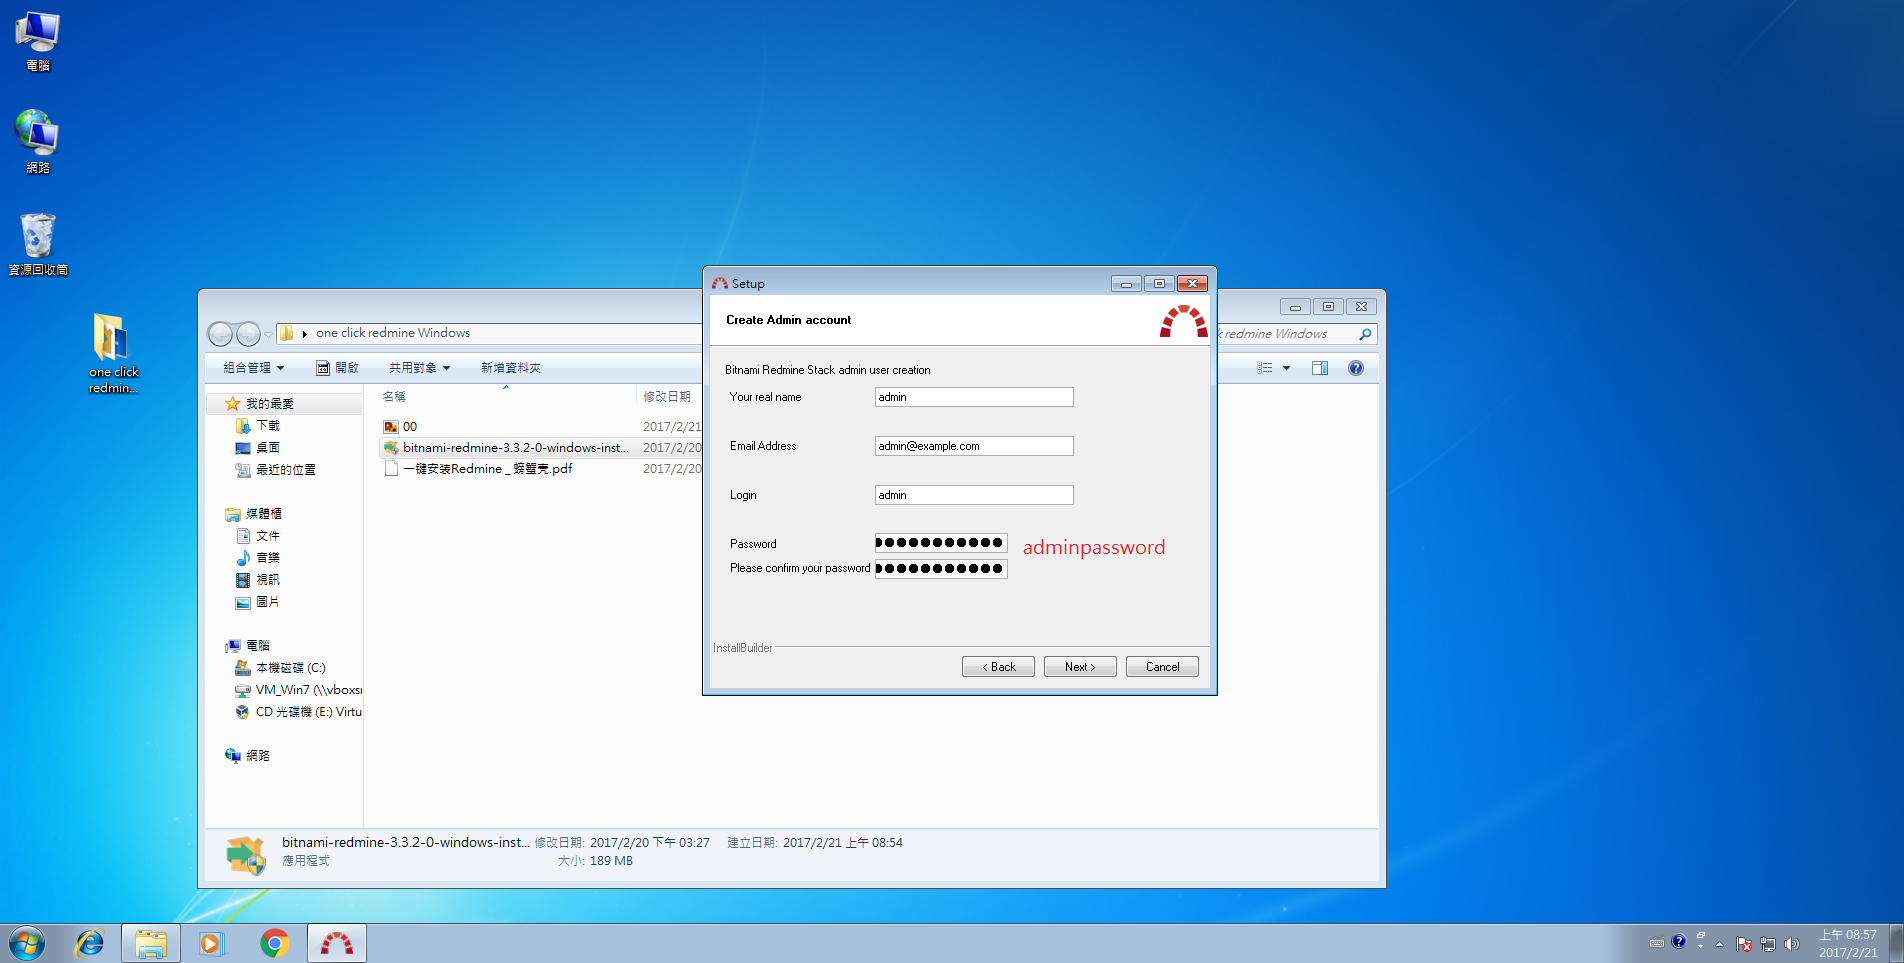 電腦
網路
資源回收筒
one click
redmin...
one click redmine Windows
redmine Windows
組合管理
開啟
共用對象
新增資料夾
我的最愛
下載
桌面
最近的位置
媒體櫃
文件
音樂
視訊
圖片
電腦
本機磁碟 (C:)
VM_Win7 (\\vboxsr
CD 光碟機 (E:) Virtu
網路
名稱
修改日期
00
2017/2/21
bitnami-redmine-3.3.2-0-windows-inst...
2017/2/20
一键安装Redmine _ 螃蟹壳.pdf
2017/2/20
bitnami-redmine-3.3.2-0-windows-inst...
修改日期: 2017/2/20 下午 03:27
建立日期: 2017/2/21 上午 08:54
應用程式
大小: 189 MB
Setup
Create Admin account
Bitnami Redmine Stack admin user creation
Your real name
admin
Email Address
admin@example.com
Login
admin
Password
adminpassword
Please confirm your password
InstallBuilder
< Back
Next >
Cancel
上午 08:57
2017/2/21